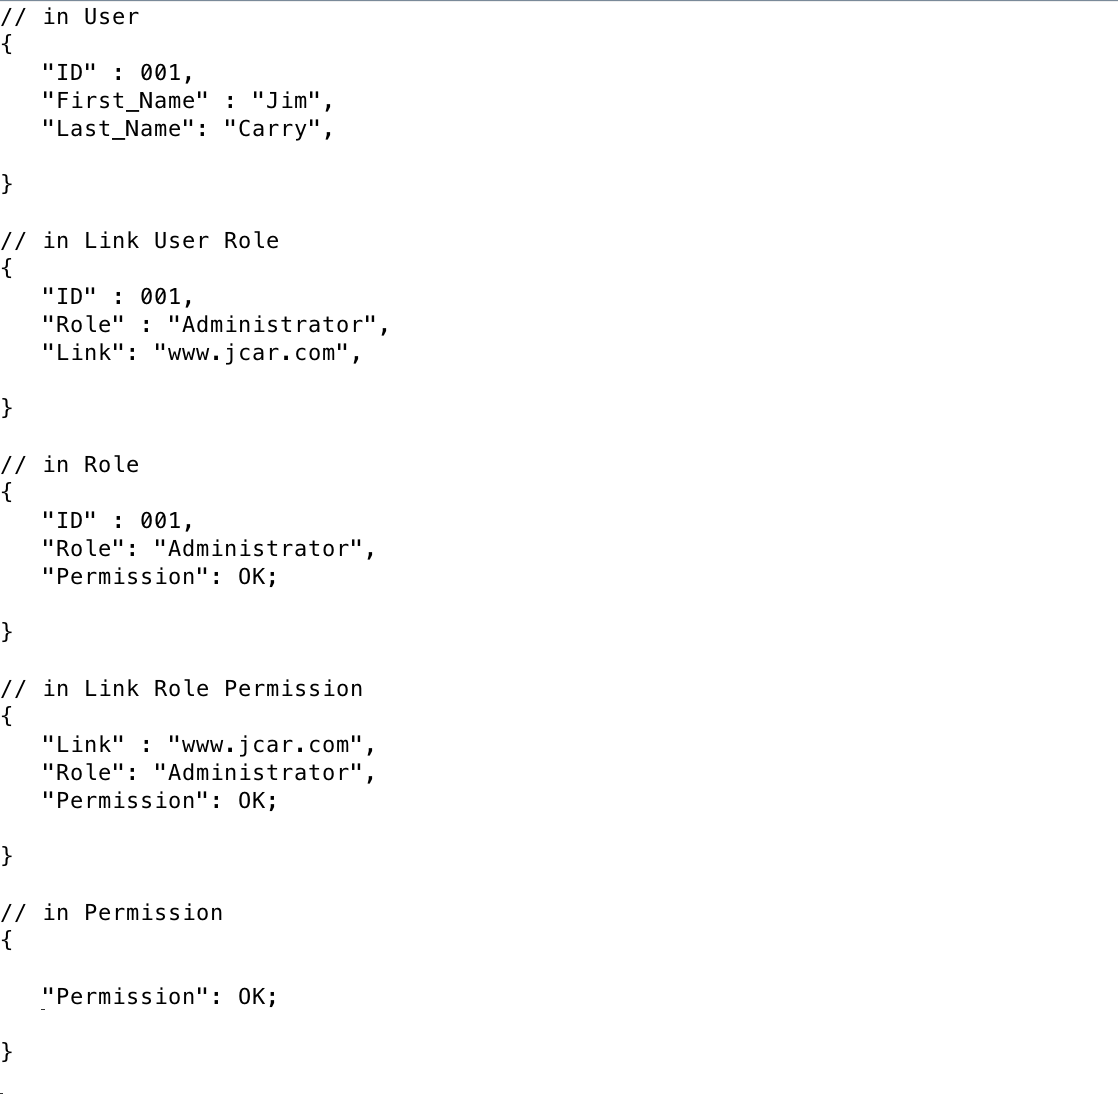 // in User
{
"ID" : 001,
"First_Name" : "Jim",
"Last_Name": "Carry",
}
// in Link User Role
{
"ID" : 001,
"Role" : "Administrator",
"Link": "www.jcar.com",
}
// in Role
{
"ID" : 001,
"Role": "Administrator",
"Permission": OK;
}
// in Link Role Permission
{
"Link" : "www.jcar.com",
"Role": "Administrator",
"Permission": OK;
}
// in Permission
{
"Permission": OK;
}